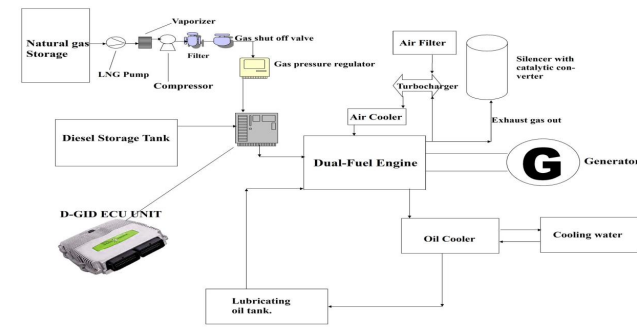 Vaporizer
Natural gas
Storage
LNG Pump
Filter
Compressor
Gas shut off valve
Gas pressure regulator
Air Filter
Turbocharger
Silencer with
catalytic con-
verter
Air Cooler
Exhaust gas out
Diesel Storage Tank
Dual-Fuel Engine
G
Generator
D-GID ECU UNIT
Oil Cooler
Cooling water
Lubricating
oil tank.